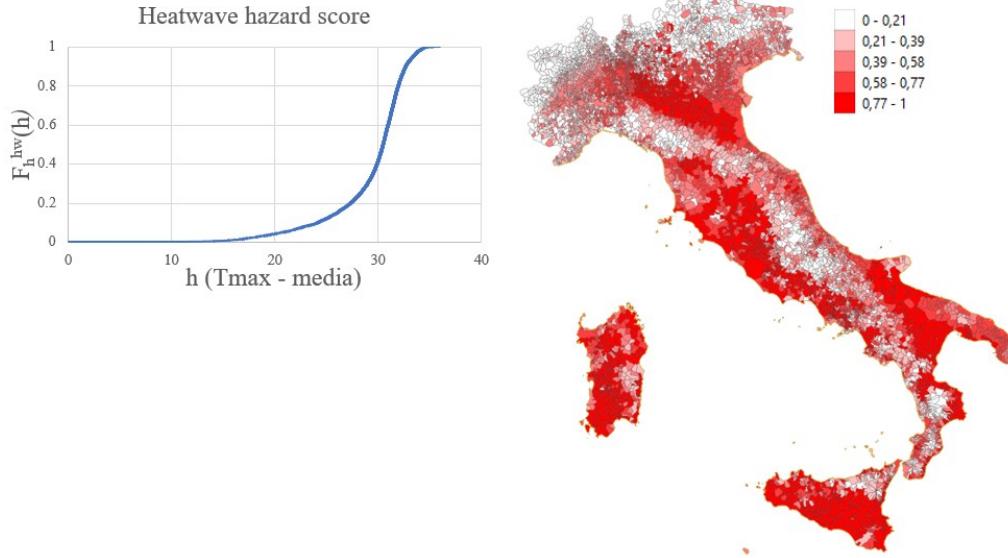 Heatwave hazard score
1
0.8
0.6
0.4
0.2
0
F_h^hw(h)
0 10 20 30 40
h (Tmax - media)
0 - 0,21
0,21 - 0,39
0,39 - 0,58
0,58 - 0,77
0,77 - 1